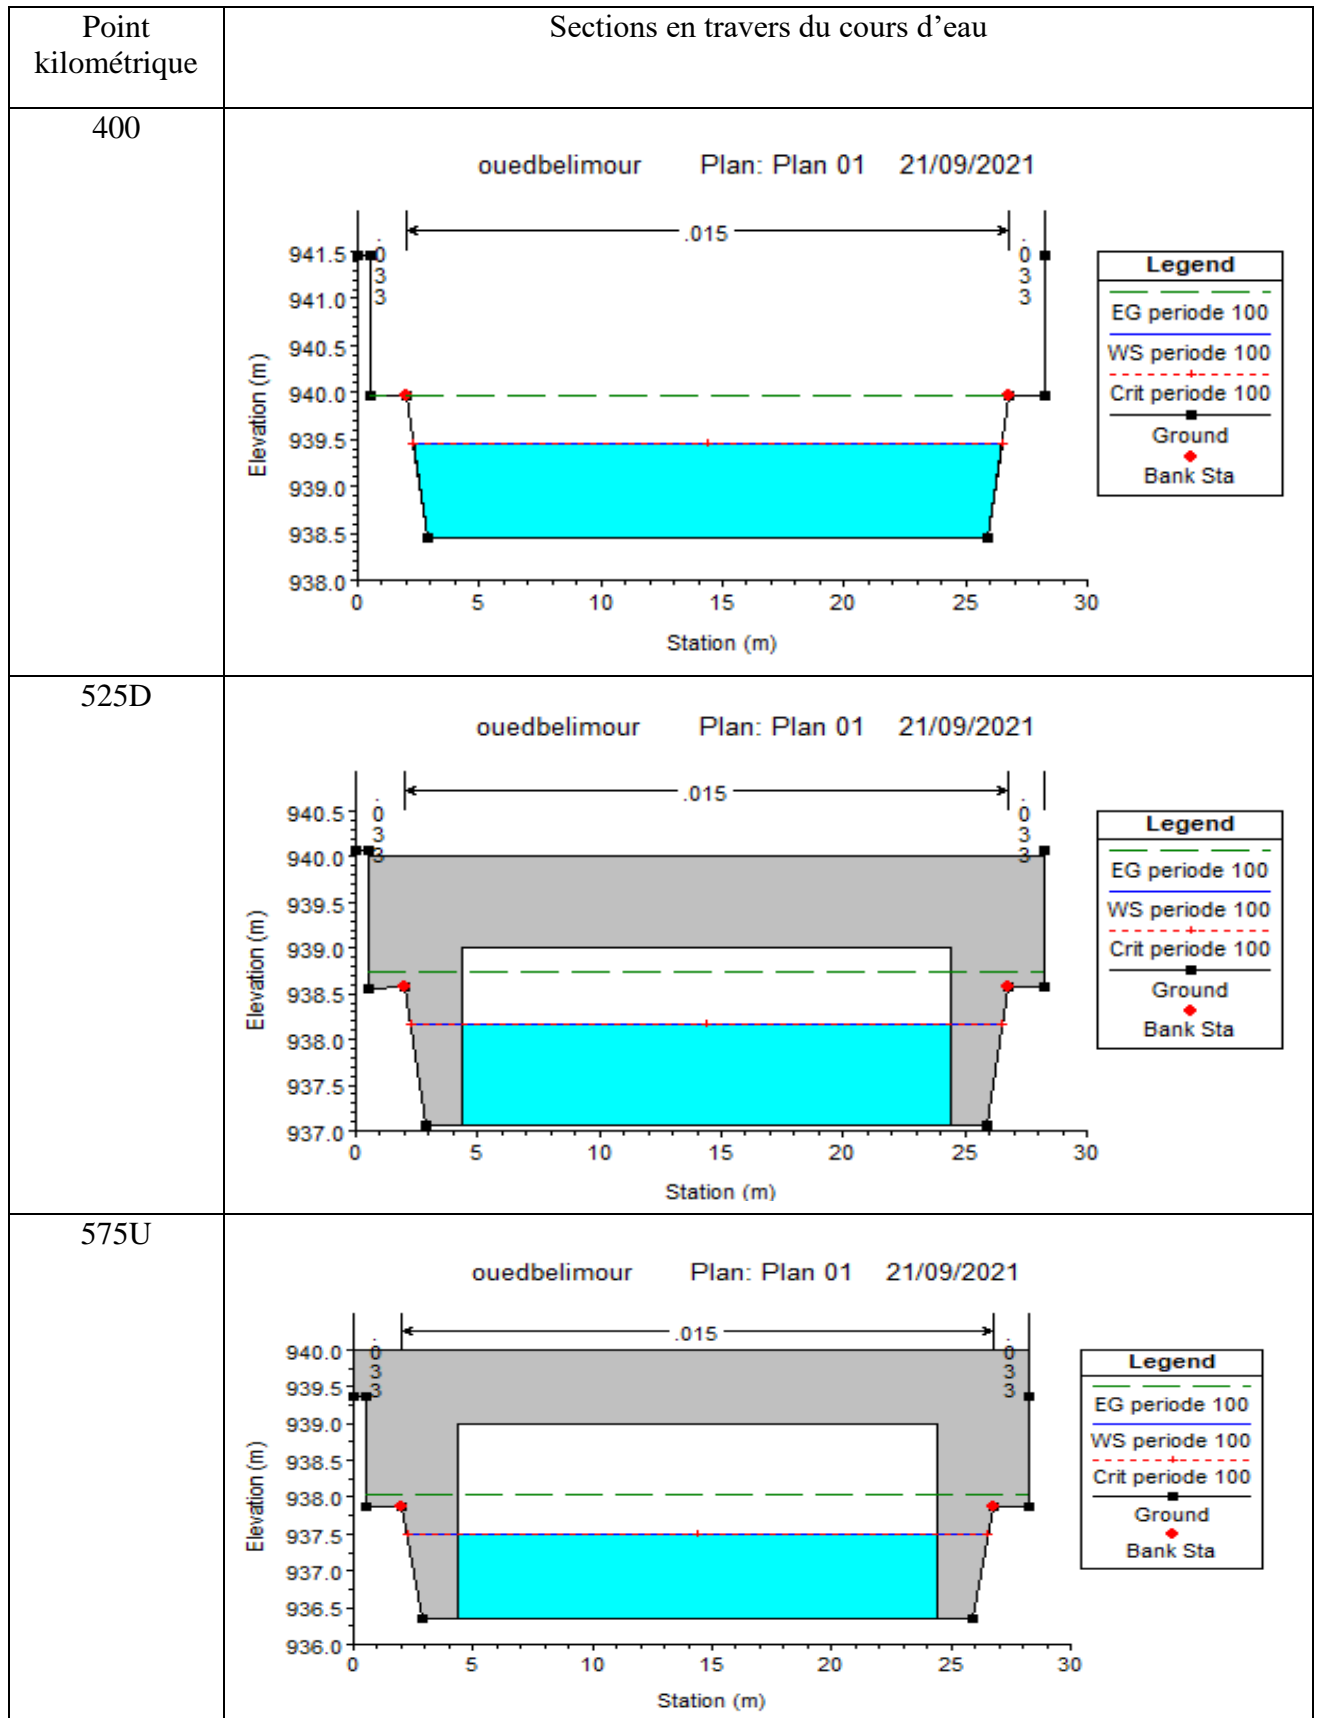 Point
kilométrique
Sections en travers du cours d’eau
400
ouedbelimour Plan: Plan 01 21/09/2021
.015
.033
.033
941.5
941.0
940.5
940.0
939.5
939.0
938.5
938.0
Elevation (m)
0 5 10 15 20 25 30
Station (m)
Legend
EG periode 100
WS periode 100
Crit periode 100
Ground
Bank Sta
525D
ouedbelimour Plan: Plan 01 21/09/2021
.015
.033
.033
940.5
940.0
939.5
939.0
938.5
938.0
937.5
937.0
Elevation (m)
0 5 10 15 20 25 30
Station (m)
Legend
EG periode 100
WS periode 100
Crit periode 100
Ground
Bank Sta
575U
ouedbelimour Plan: Plan 01 21/09/2021
.015
.033
.033
940.0
939.5
939.0
938.5
938.0
937.5
937.0
936.5
936.0
Elevation (m)
0 5 10 15 20 25 30
Station (m)
Legend
EG periode 100
WS periode 100
Crit periode 100
Ground
Bank Sta